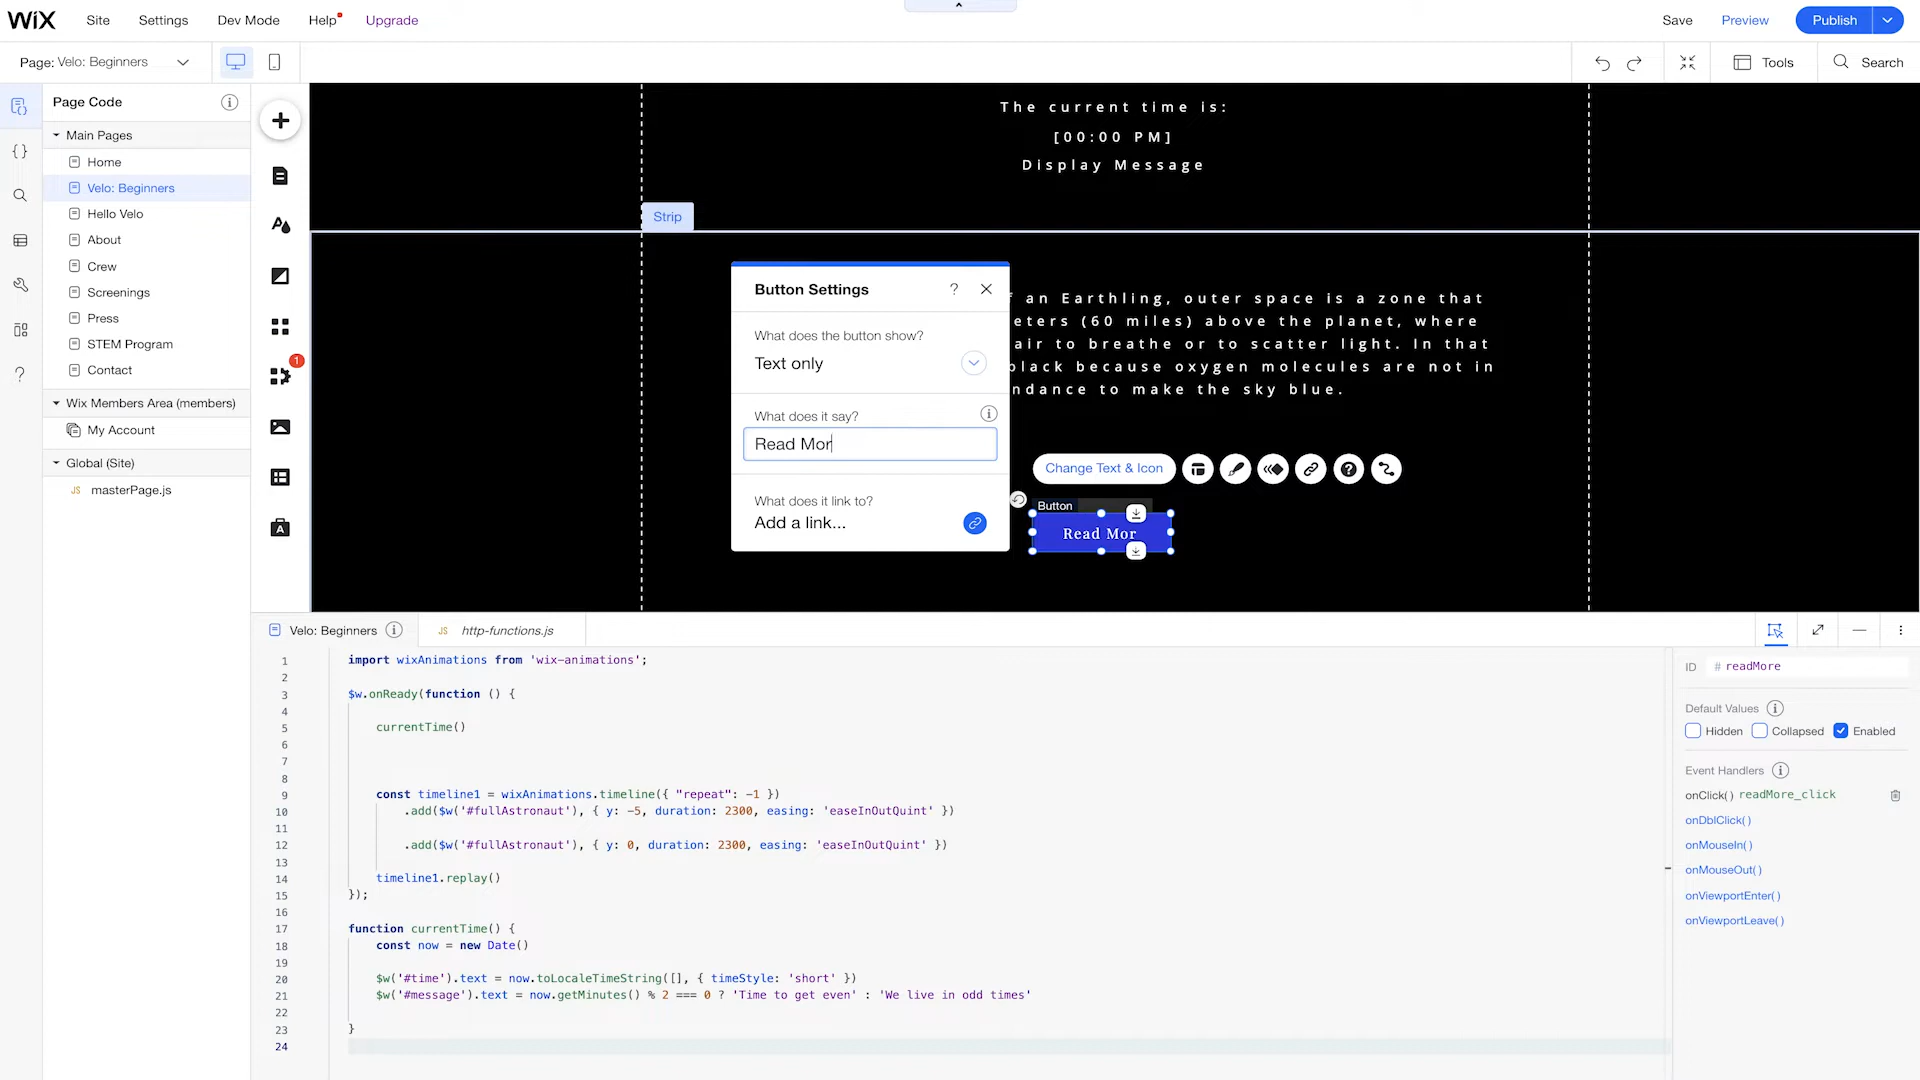 WiX Site Settings Dev Mode Help Upgrade Save Preview Publish
Page: Velo: Beginners Tools Search
Page Code
Main Pages
Home
Velo: Beginners
Hello Velo
About
Crew
Screenings
Press
STEM Program
Contact
Wix Members Area (members)
My Account
Global (Site)
JS masterPage.js
1
A
The current time is:
[00:00 PM]
Display Message
Strip
an Earthling, outer space is a zone that
eters (60 miles) above the planet, where
air to breathe or to scatter light. In that
black because oxygen molecules are not in
ndance to make the sky blue.
Button Settings ?
What does the button show?
Text only
What does it say?
Read Mor
What does it link to?
Add a link...
Change Text & Icon
Button
Read Mor
Velo: Beginners JS http-functions.js
1 import wixAnimations from 'wix-animations';
2
3 $w.onReady(function () {
4
5 currentTime()
6
7
8
9 const timeline1 = wixAnimations.timeline({ "repeat": -1 })
10 .add($w('#fullAstronaut'), { y: -5, duration: 2300, easing: 'easeInOutQuint' })
11
12 .add($w('#fullAstronaut'), { y: 0, duration: 2300, easing: 'easeInOutQuint' })
13
14 timeline1.replay()
15 });
16
17 function currentTime() {
18 const now = new Date()
19
20 $w('#time').text = now.toLocaleTimeString([], { timeStyle: 'short' })
21 $w('#message').text = now.getMinutes() % 2 === 0 ? 'Time to get even' : 'We live in odd times'
22
23 }
24
ID # readMore
Default Values
Hidden Collapsed Enabled
Event Handlers
onClick() readMore_click
onDblClick()
onMouseIn()
onMouseOut()
onViewportEnter()
onViewportLeave()